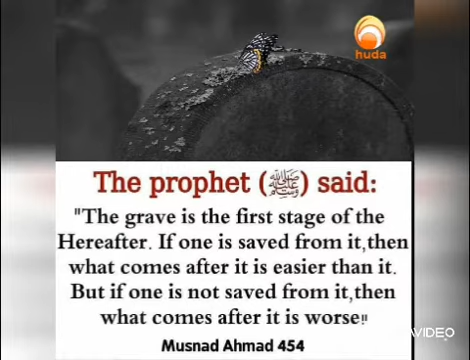 huda
The prophet (ﷺ) said:
"The grave is the first stage of the
Hereafter. If one is saved from it,then
what comes after it is easier than it.
But if one is not saved from it,then
what comes after it is worse!!
VIDEO
Musnad Ahmad 454